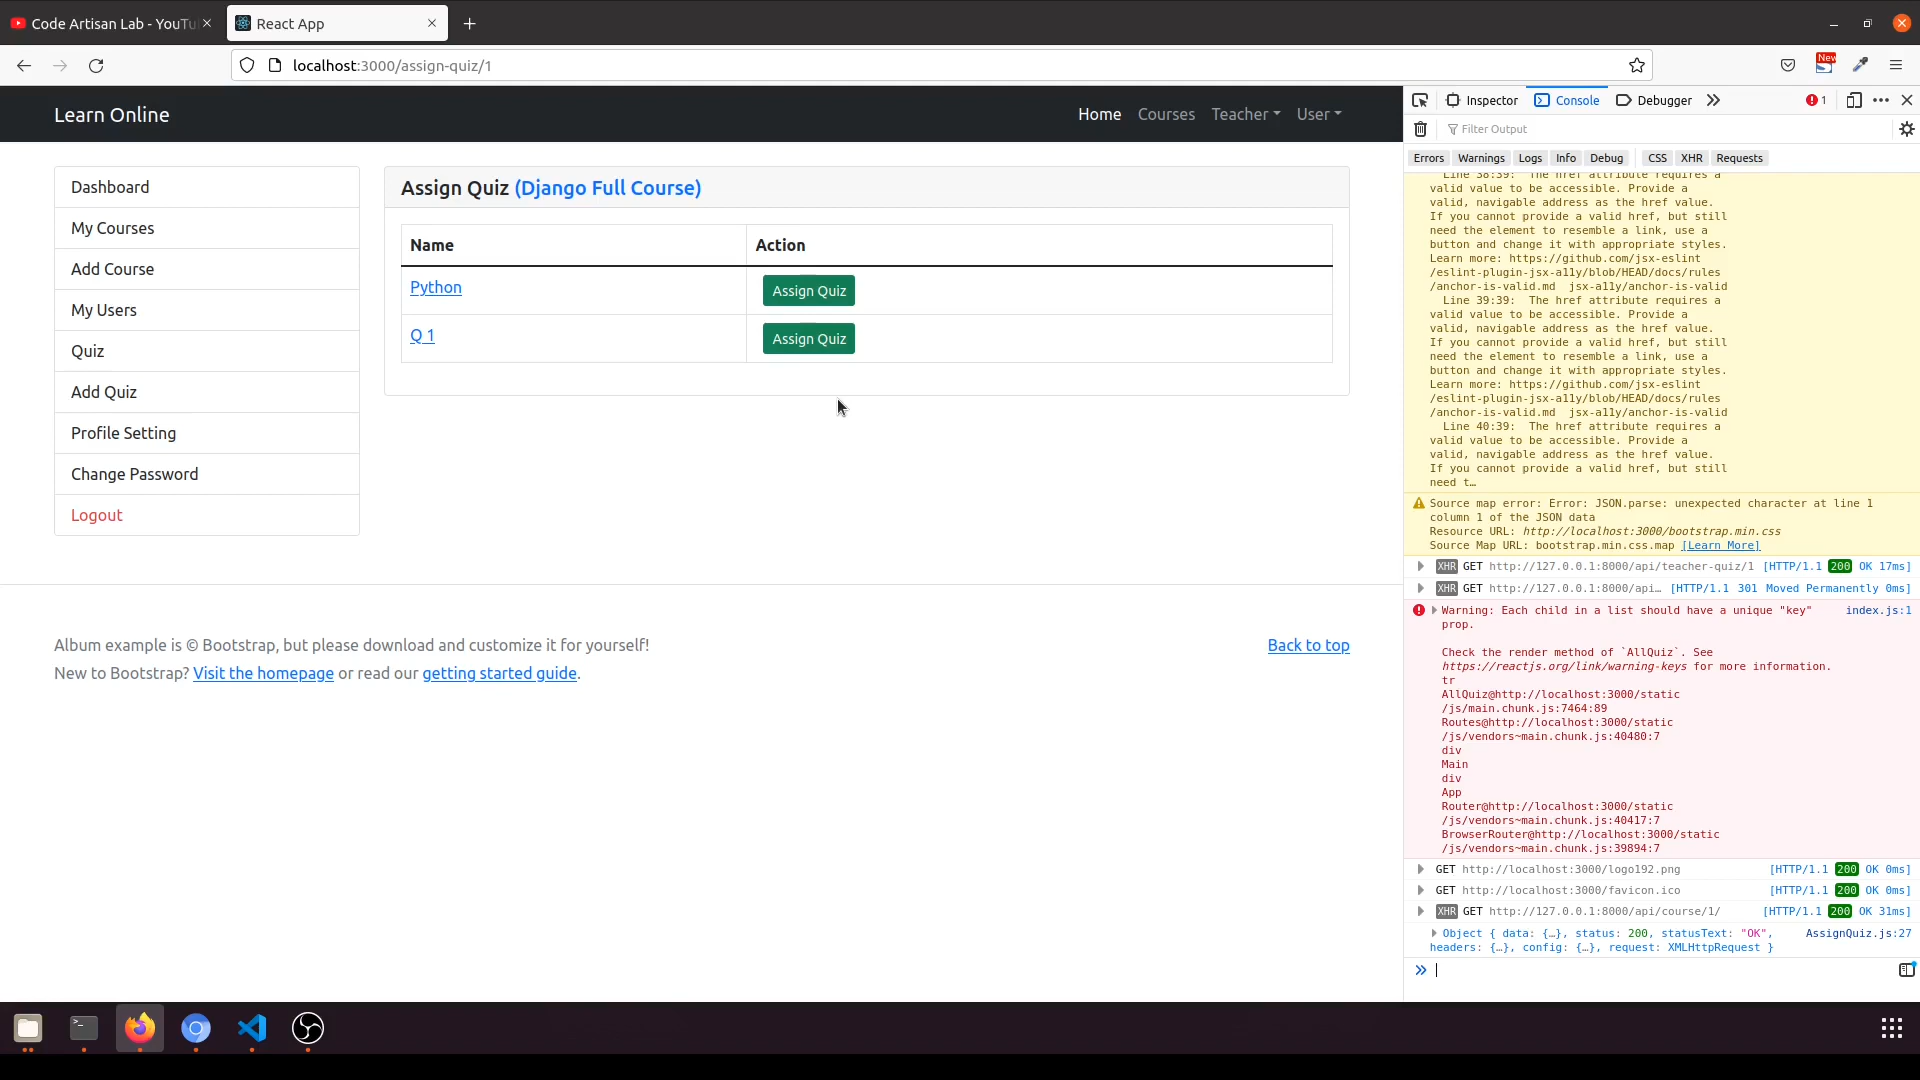 Code Artisan Lab - YouTu
React App
localhost:3000/assign-quiz/1
New
Learn Online
Home
Courses
Teacher
User
Dashboard
My Courses
Add Course
My Users
Quiz
Add Quiz
Profile Setting
Change Password
Logout
Assign Quiz (Django Full Course)
Name Action
Python Assign Quiz
Q 1 Assign Quiz
Album example is © Bootstrap, but please download and customize it for yourself!
New to Bootstrap? Visit the homepage or read our getting started guide.
Back to top
Inspector Console Debugger 1
Filter Output
Errors Warnings Logs Info Debug CSS XHR Requests
Line 38:39: The href attribute requires a
valid value to be accessible. Provide a
valid, navigable address as the href value.
If you cannot provide a valid href, but still
need the element to resemble a link, use a
button and change it with appropriate styles.
Learn more: https://github.com/jsx-eslint
/eslint-plugin-jsx-a11y/blob/HEAD/docs/rules
/anchor-is-valid.md jsx-a11y/anchor-is-valid
Line 39:39: The href attribute requires a
valid value to be accessible. Provide a
valid, navigable address as the href value.
If you cannot provide a valid href, but still
need the element to resemble a link, use a
button and change it with appropriate styles.
Learn more: https://github.com/jsx-eslint
/eslint-plugin-jsx-a11y/blob/HEAD/docs/rules
/anchor-is-valid.md jsx-a11y/anchor-is-valid
Line 40:39: The href attribute requires a
valid value to be accessible. Provide a
valid, navigable address as the href value.
If you cannot provide a valid href, but still
need t…
Source map error: Error: JSON.parse: unexpected character at line 1
column 1 of the JSON data
Resource URL: http://localhost:3000/bootstrap.min.css
Source Map URL: bootstrap.min.css.map [Learn More]
XHR GET http://127.0.0.1:8000/api/teacher-quiz/1 [HTTP/1.1 200 OK 17ms]
XHR GET http://127.0.0.1:8000/api… [HTTP/1.1 301 Moved Permanently 0ms]
Warning: Each child in a list should have a unique "key" index.js:1
prop.
Check the render method of `AllQuiz`. See
https://reactjs.org/link/warning-keys for more information.
tr
AllQuiz@http://localhost:3000/static
/js/main.chunk.js:7464:89
Routes@http://localhost:3000/static
/js/vendors~main.chunk.js:40480:7
div
Main
div
App
Router@http://localhost:3000/static
/js/vendors~main.chunk.js:40417:7
BrowserRouter@http://localhost:3000/static
/js/vendors~main.chunk.js:39894:7
GET http://localhost:3000/logo192.png [HTTP/1.1 200 OK 0ms]
GET http://localhost:3000/favicon.ico [HTTP/1.1 200 OK 0ms]
XHR GET http://127.0.0.1:8000/api/course/1/ [HTTP/1.1 200 OK 31ms]
Object { data: {…}, status: 200, statusText: "OK", AssignQuiz.js:27
headers: {…}, config: {…}, request: XMLHttpRequest }